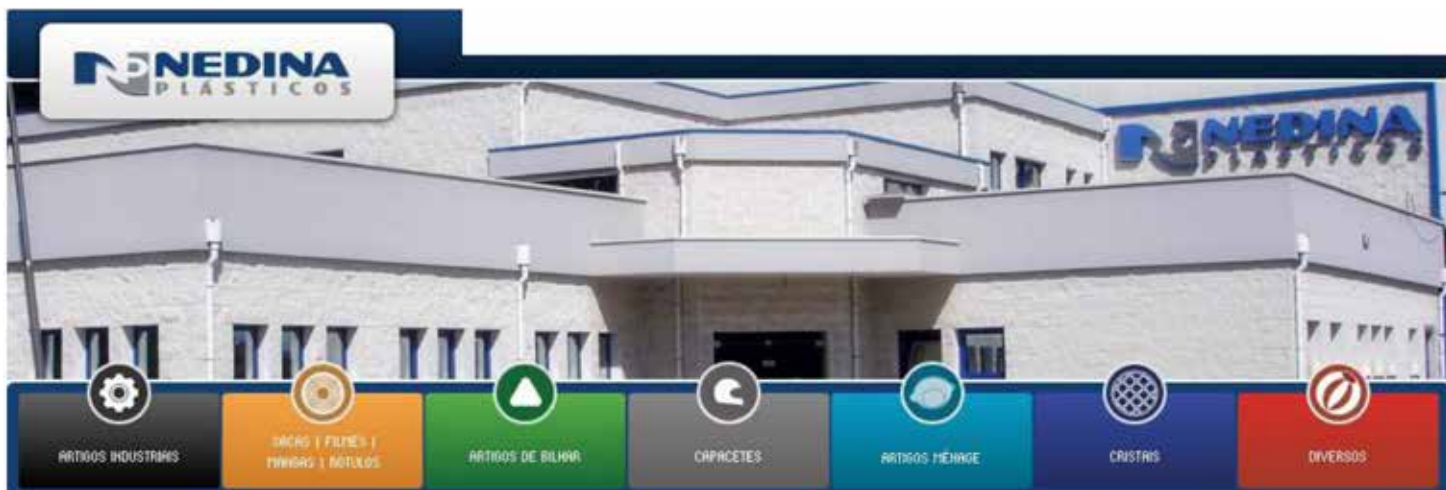 NEDINA
PLÁSTICOS
NEDINA
PLÁSTICOS
ARTIGOS INDUSTRIAIS
SACAS | FILMES |
MANGAS | RÓTULOS
ARTIGOS DE BILHAR
CAPACETES
ARTIGOS MÉNAGE
CRISTAIS
DIVERSOS